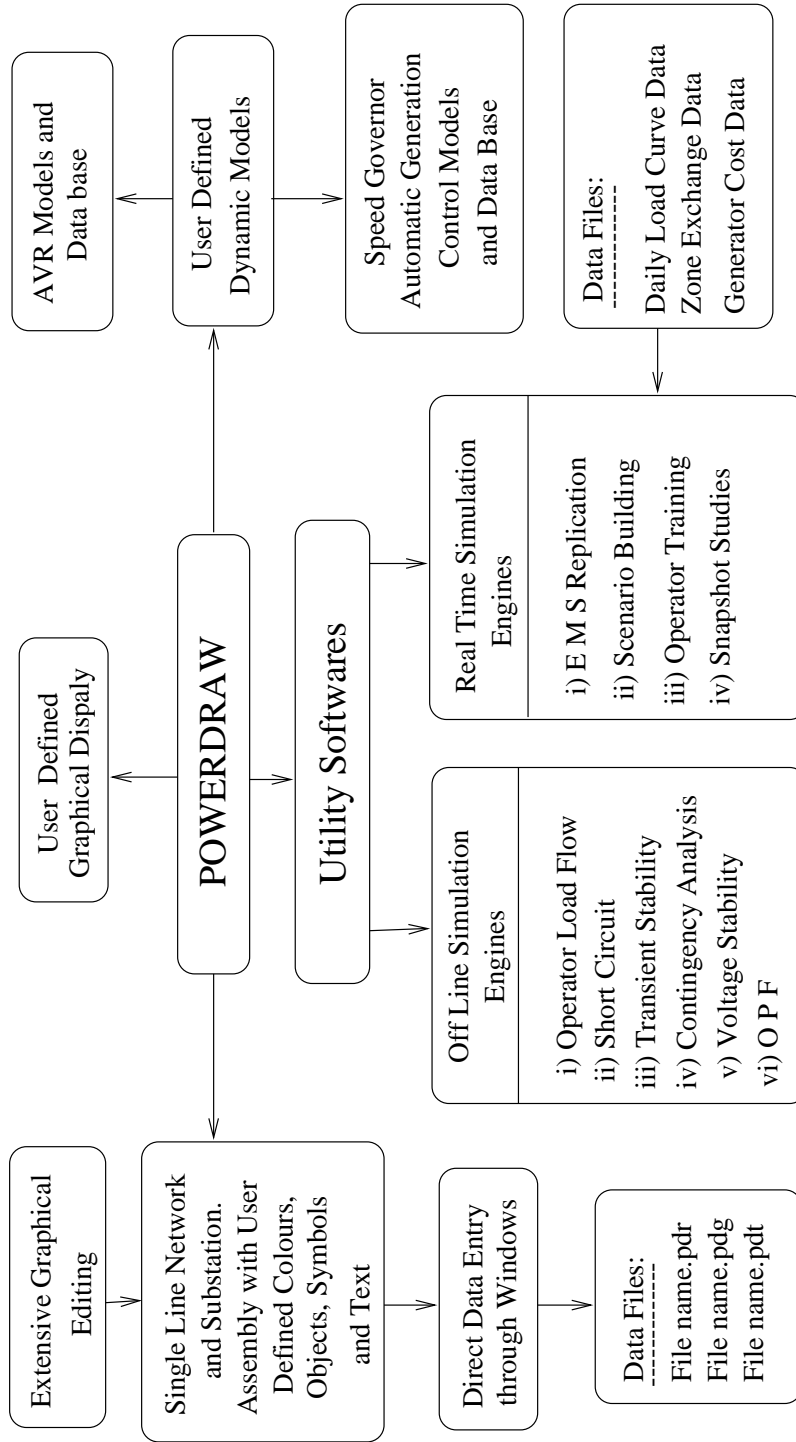 Extensive Graphical
Editing
Single Line Network
and Substation.
Assembly with User
Defined Colours,
Objects, Symbols
and Text
Direct Data Entry
through Windows
Data Files:
------------
File name.pdr
File name.pdg
File name.pdt
User Defined
Graphical Dispaly
POWERDRAW
Utility Softwares
Off Line Simulation
Engines
i) Operator Load Flow
ii) Short Circuit
iii) Transient Stability
iv) Contingency Analysis
v) Voltage Stability
vi) O P F
Real Time Simulation
Engines
i) E M S Replication
ii) Scenario Building
iii) Operator Training
iv) Snapshot Studies
AVR Models and
Data base
User Defined
Dynamic Models
Speed Governor
Automatic Generation
Control Models
and Data Base
Data Files:
------------
Daily Load Curve Data
Zone Exchange Data
Generator Cost Data